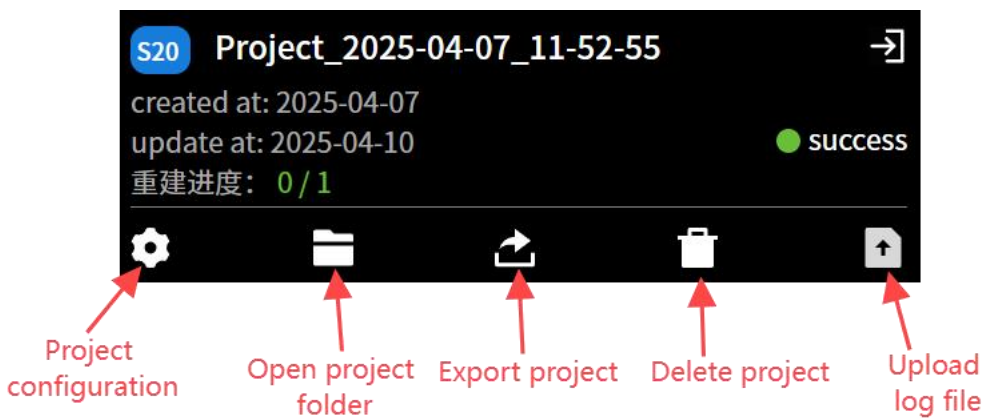 S20 Project_2025-04-07_11-52-55
created at: 2025-04-07
update at: 2025-04-10
success
重建进度： 0 / 1
Project
configuration
Open project
folder
Export project
Delete project
Upload
log file